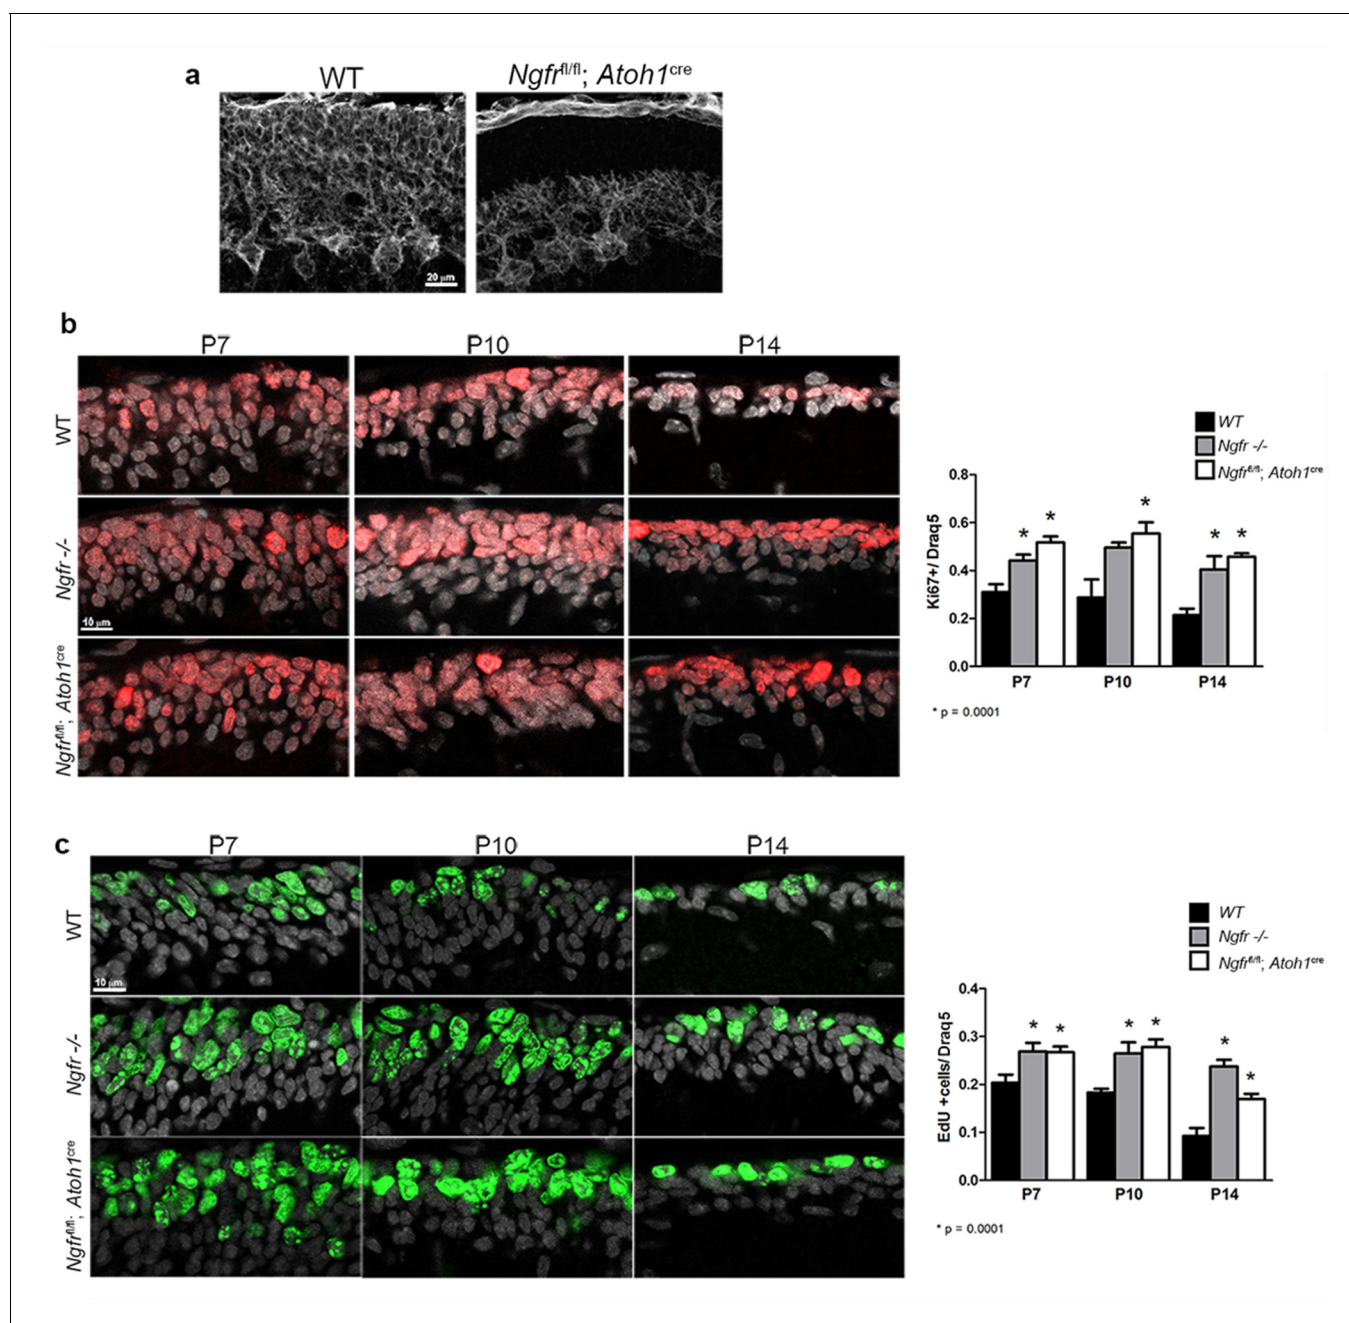 a
WT
Ngfrfl/fl; Atoh1cre
20 µm
b
P7
P10
P14
WT
Ngfr -/-
10 µm
Ngfrfl/fl; Atoh1cre
WT
Ngfr -/-
Ngfrfl/fl; Atoh1cre
Ki67+/ Draq5
0.8
0.6
0.4
0.2
0.0
* *
*
* *
P7
P10
P14
* p = 0.0001
c
P7
P10
P14
WT
10 µm
Ngfr -/-
Ngfrfl/fl; Atoh1cre
WT
Ngfr -/-
Ngfrfl/fl; Atoh1cre
EdU +cells/ Draq5
0.4
0.3
0.2
0.1
0.0
* *
* *
* *
P7
P10
P14
* p = 0.0001